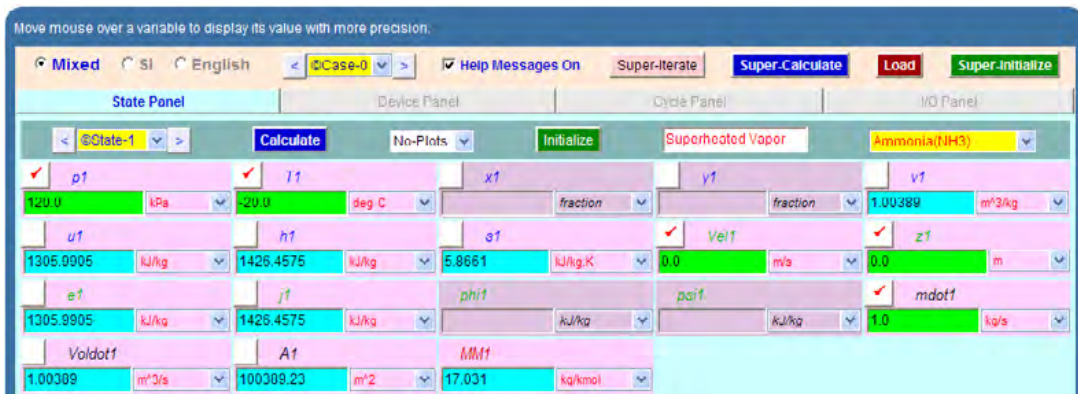 Move mouse over a variable to display its value with more precision.
Mixed SI English < ©Case-0 > Help Messages On Super-Iterate Super-Calculate Load Super-Initialize
State Panel Device Panel Cycle Panel I/O Panel
< ©State-1 > Calculate No-Plots Initialize Superheated Vapor Ammonia(NH3)
p1 T1 x1 y1 v1
120.0 kPa -20.0 deg-C fraction fraction 1.00389 m^3/kg
u1 h1 s1 Vel1 z1
1305.9905 kJ/kg 1426.4575 kJ/kg 5.8661 kJ/kg.K 0.0 m/s 0.0 m
e1 j1 phi1 psi1 mdot1
1305.9905 kJ/kg 1426.4575 kJ/kg kJ/kg kJ/kg 1.0 kg/s
Voldot1 A1 MM1
1.00389 m^3/s 100389.23 m^2 17.031 kg/kmol